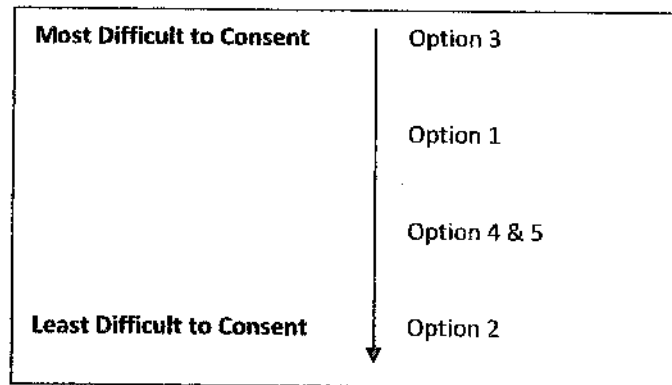 Most Difficult to Consent Option 3
Option 1
Option 4 & 5
Least Difficult to Consent Option 2